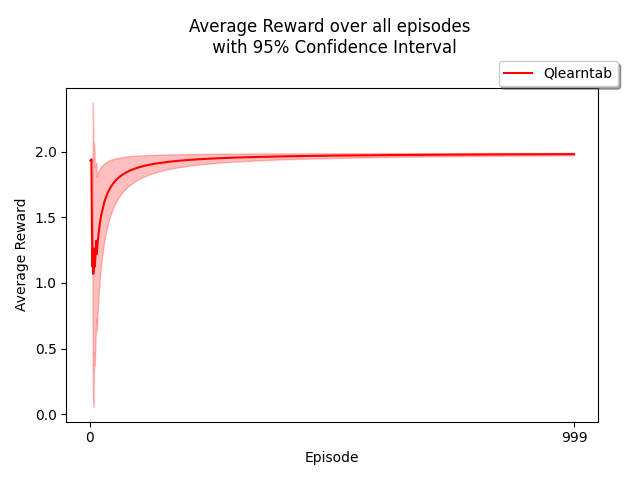 Average Reward over all episodes
with 95% Confidence Interval
Qlearntab
2.0
1.5
1.0
0.5
0.0
Average Reward
0
999
Episode